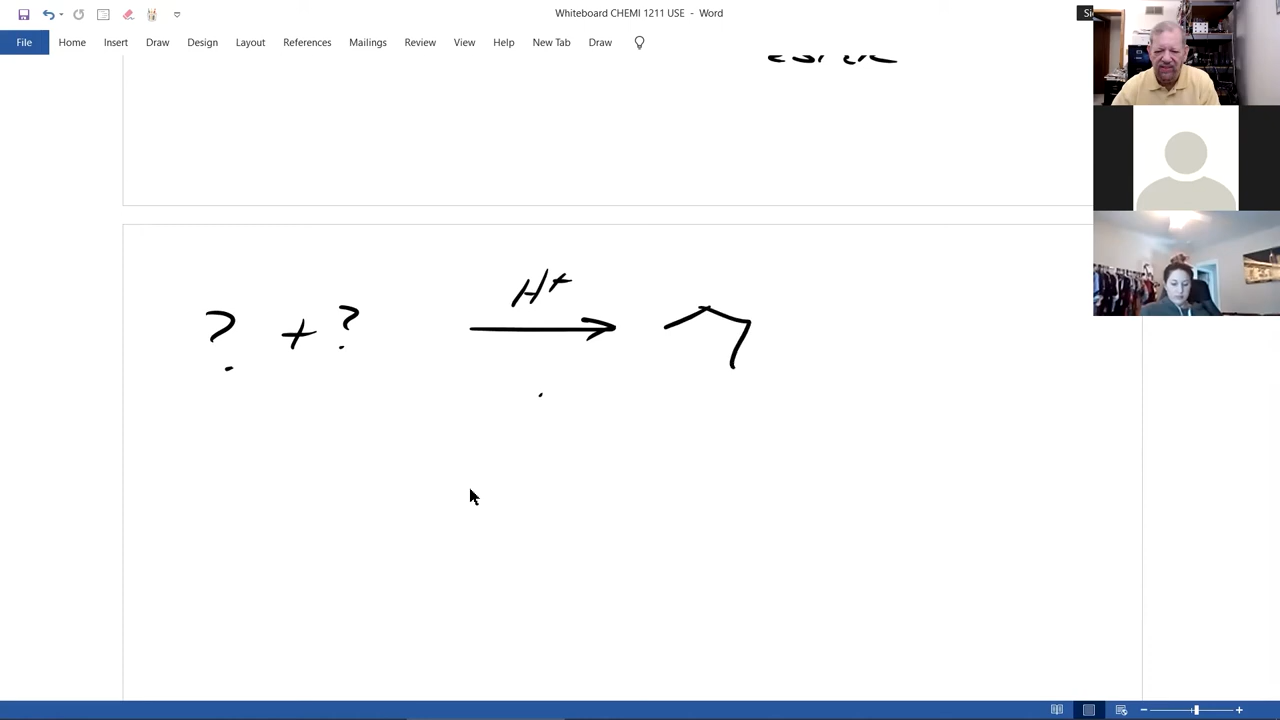 Whiteboard CHEMI 1211 USE - Word
File Home Insert Draw Design Layout References Mailings Review View Help New Tab Draw
? + ? H+